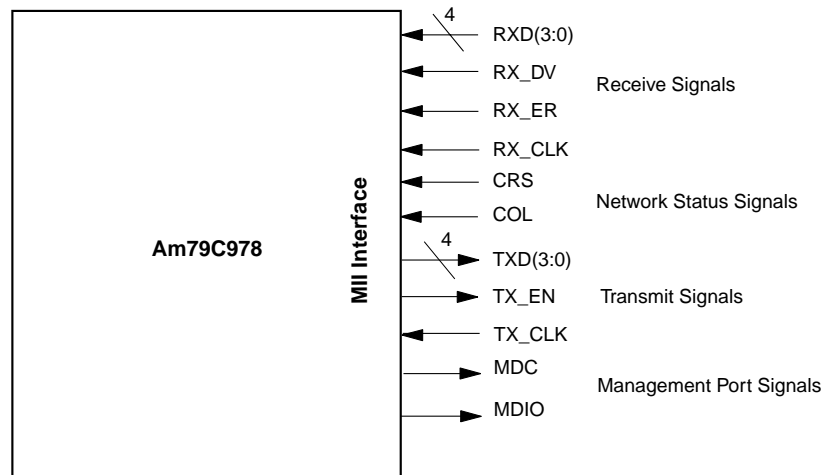 4
RXD(3:0)
RX_DV
Receive Signals
RX_ER
RX_CLK
CRS
Network Status Signals
COL
Am79C978
MII Interface
4
TXD(3:0)
TX_EN
Transmit Signals
TX_CLK
MDC
Management Port Signals
MDIO